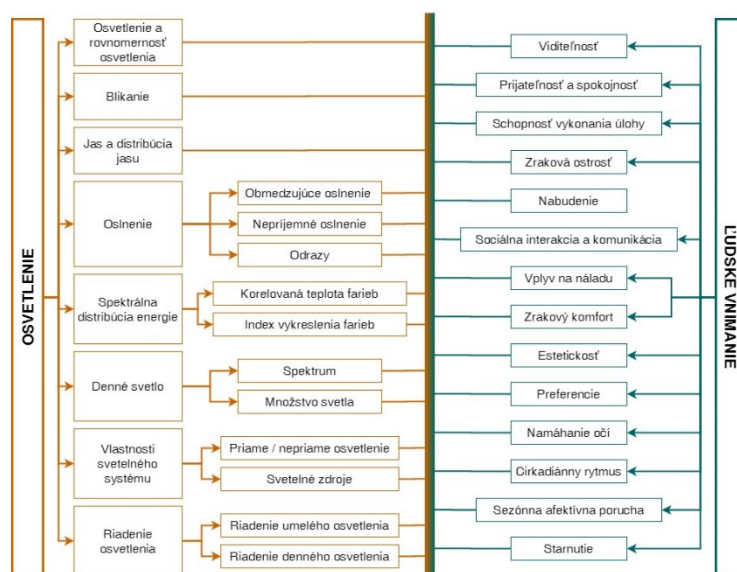 OSVETLENIE
Osvetlenie a
rovnomernosť
osvetlenia
Blikanie
Jas a distribúcia
jasu
Oslnenie
Obmedzujúce oslnenie
Nepríjemné oslnenie
Odrazy
Spektrálna
distribúcia energie
Korelovaná teplota farieb
Index vykreslenia farieb
Denné svetlo
Spektrum
Množstvo svetla
Vlastnosti
svetelného
systému
Priame / nepriame osvetlenie
Svetelné zdroje
Riadenie
osvetlenia
Riadenie umelého osvetlenia
Riadenie denného osvetlenia
Viditeľnosť
Prijateľnosť a spokojnosť
Schopnosť vykonania úlohy
Zraková ostrosť
Nabudenie
Sociálna interakcia a komunikácia
Vplyv na náladu
Zrakový komfort
Estetickosť
Preferencie
Namáhanie očí
Cirkadiánny rytmus
Sezónna afektívna porucha
Starnutie
ĽUDSKE VNIMANIE